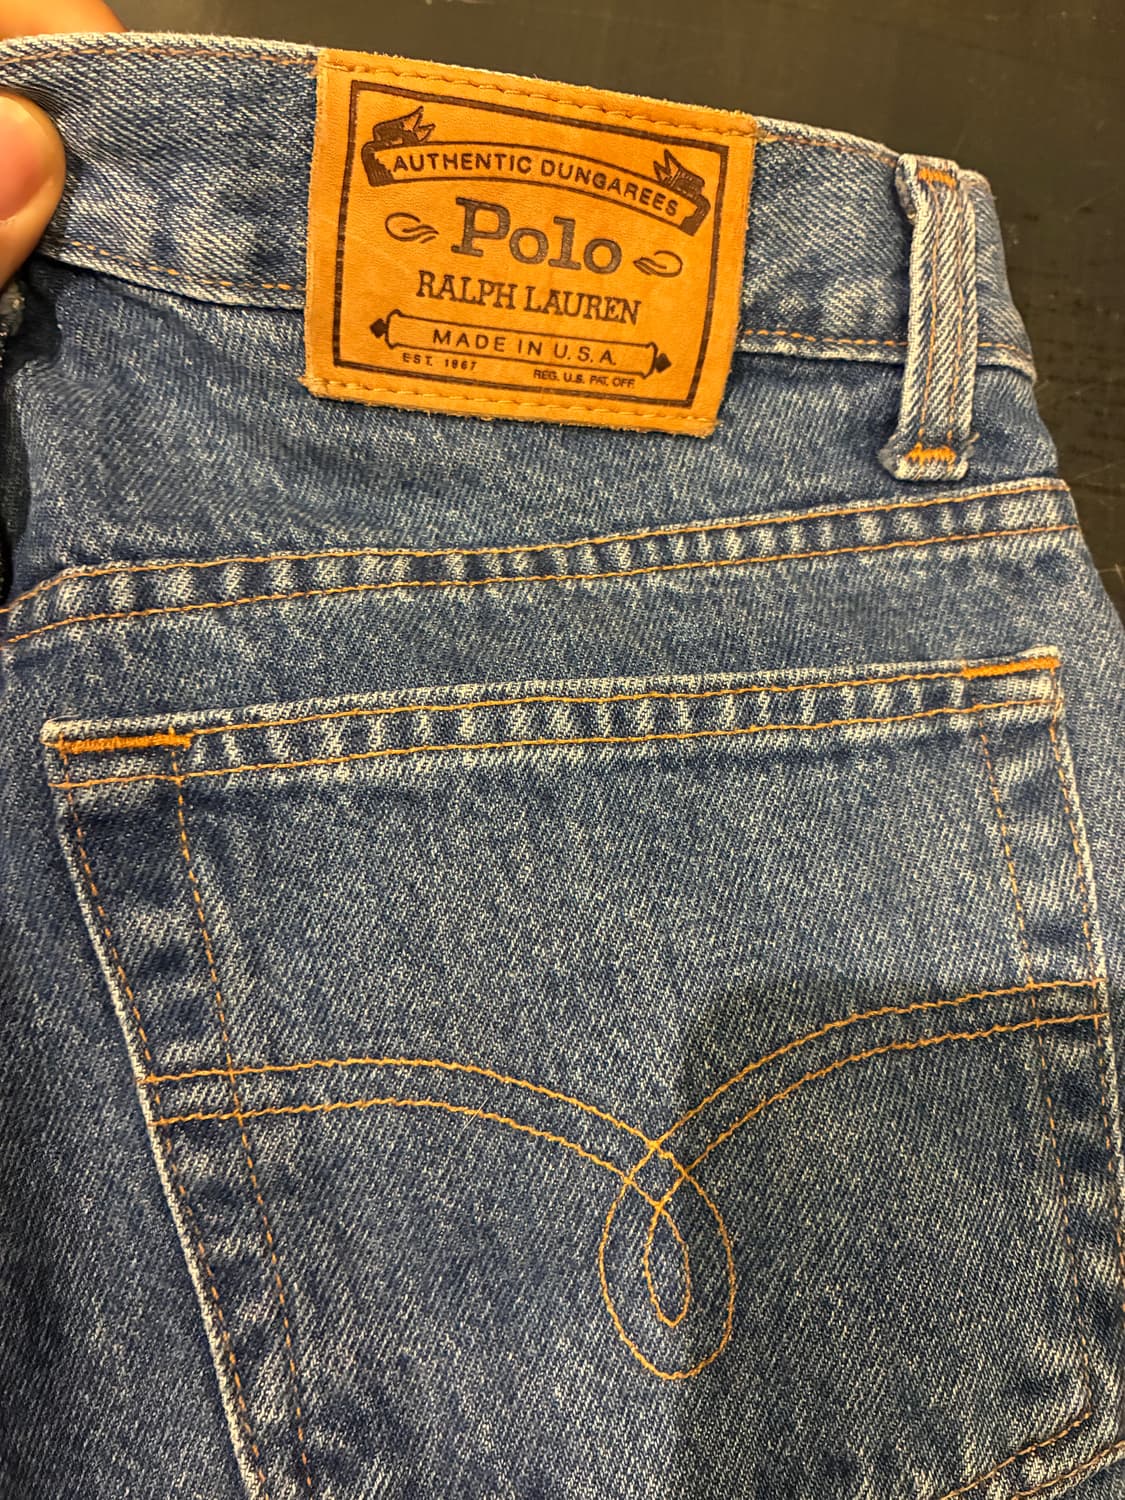 AUTHENTIC DUNGAREES
Polo
RALPH LAUREN
MADE IN U.S.A.
EST. 1967 REG. U.S. PAT. OFF.